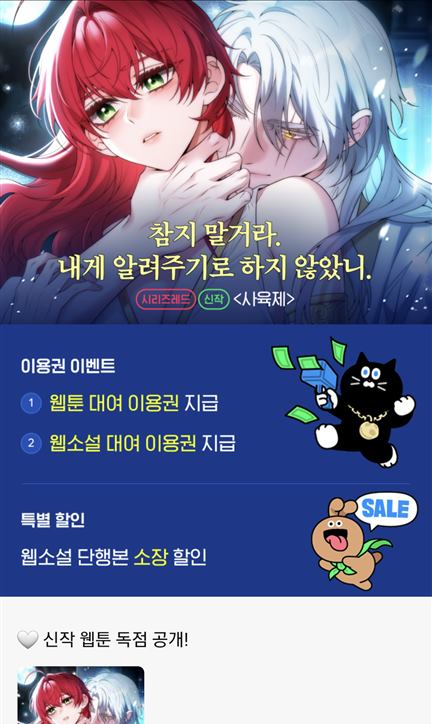 참지 말거라.
내게 알려주기로 하지 않았니.
시리즈레드 신작 <사육제>
이용권 이벤트
1 웹툰 대여 이용권 지급
2 웹소설 대여 이용권 지급
SALE
특별 할인
웹소설 단행본 소장 할인
🤍 신작 웹툰 독점 공개!